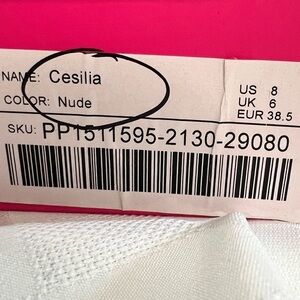 NAME: Cesilia
COLOR: Nude
US 8
UK 6
EUR 38.5
SKU: PP1511595-2130-29080